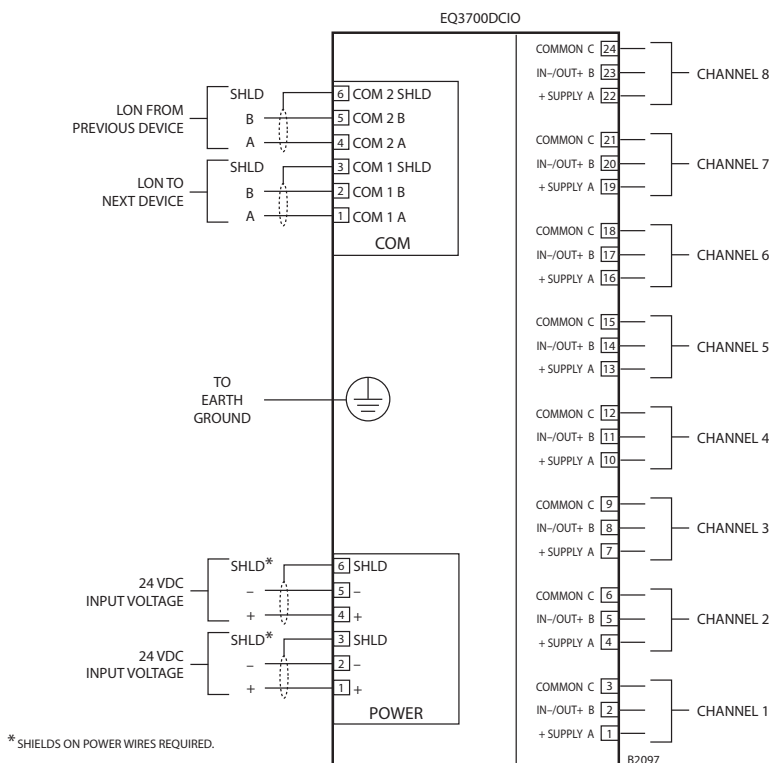 EQ3700DCIO
LON FROM
PREVIOUS DEVICE
SHLD
B
A
LON TO
NEXT DEVICE
SHLD
B
A
6 COM 2 SHLD
5 COM 2 B
4 COM 2 A
3 COM 1 SHLD
2 COM 1 B
1 COM 1 A
COM
TO
EARTH
GROUND
24 VDC
INPUT VOLTAGE
SHLD*
–
+
24 VDC
INPUT VOLTAGE
SHLD*
–
+
6 SHLD
5 –
4 +
3 SHLD
2 –
1 +
POWER
COMMON C 24
IN–/OUT+ B 23
+ SUPPLY A 22
CHANNEL 8
COMMON C 21
IN–/OUT+ B 20
+ SUPPLY A 19
CHANNEL 7
COMMON C 18
IN–/OUT+ B 17
+ SUPPLY A 16
CHANNEL 6
COMMON C 15
IN–/OUT+ B 14
+ SUPPLY A 13
CHANNEL 5
COMMON C 12
IN–/OUT+ B 11
+ SUPPLY A 10
CHANNEL 4
COMMON C 9
IN–/OUT+ B 8
+ SUPPLY A 7
CHANNEL 3
COMMON C 6
IN–/OUT+ B 5
+ SUPPLY A 4
CHANNEL 2
COMMON C 3
IN–/OUT+ B 2
+ SUPPLY A 1
CHANNEL 1
* SHIELDS ON POWER WIRES REQUIRED.
B2097